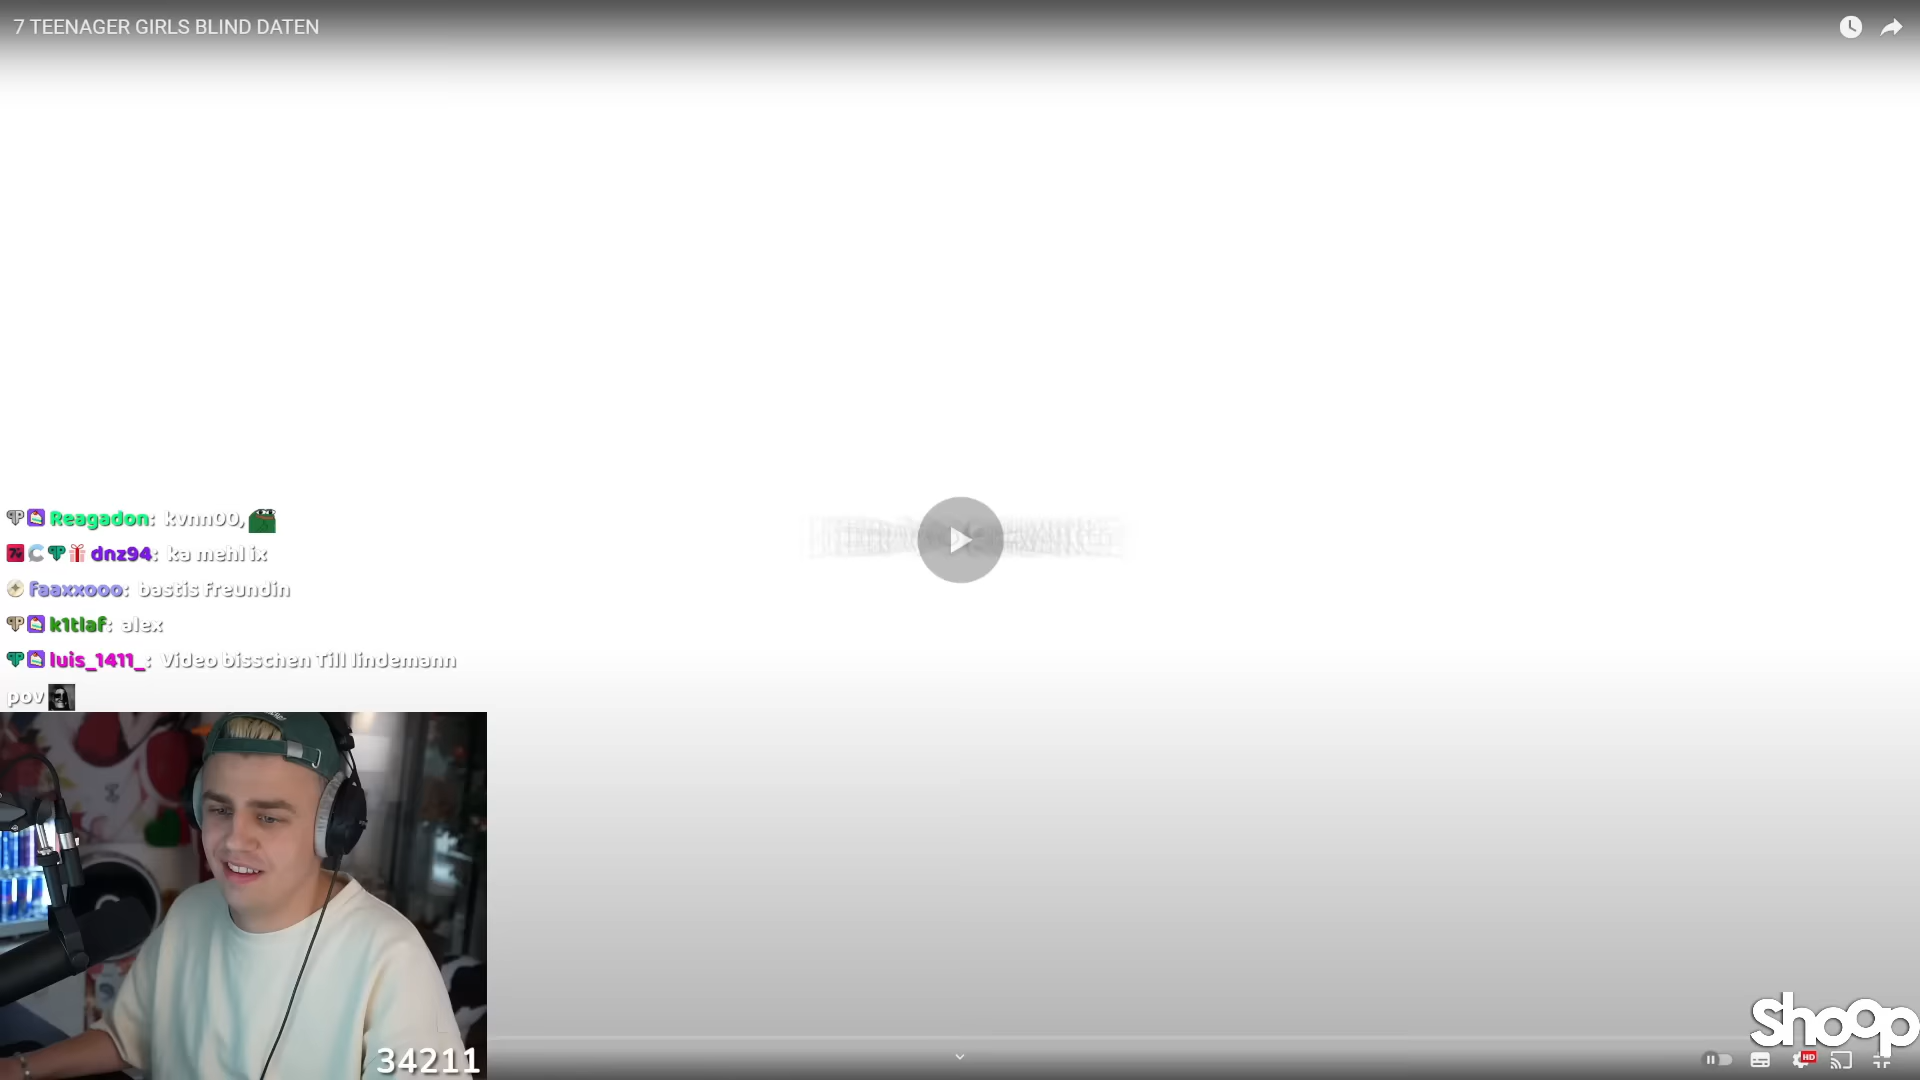 7 TEENAGER GIRLS BLIND DATEN
Reagadon: kvnn00,
dnz94: ka mehl ix
faaxxooo: bastis freundin
k1tlaf: alex
luis_1411_: Video bisschen Till lindemann
pov
34211
shoop
HD